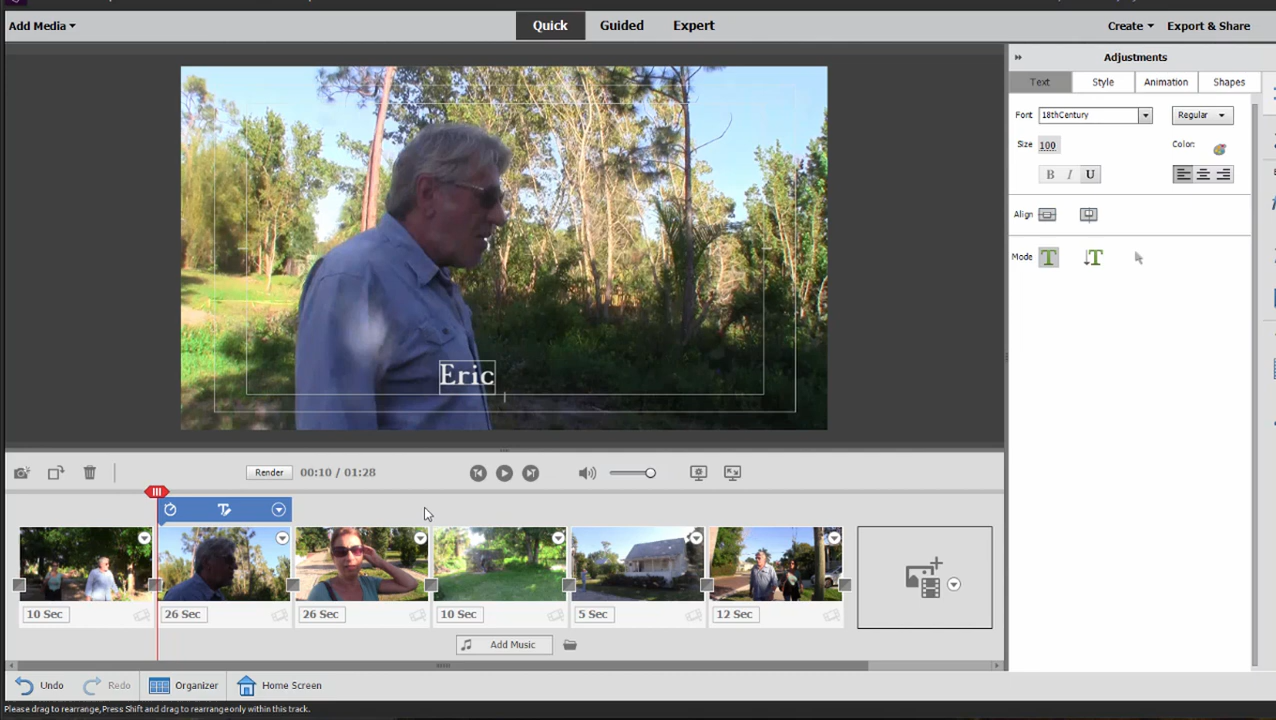 Add Media
Quick
Guided
Expert
Create
Export & Share
Adjustments
Text
Style
Animation
Shapes
Font
18thCentury
Regular
Size
100
Color:
B I U
Align
Mode
T
T
Eric
Render
00:10 / 01:28
10 Sec
26 Sec
26 Sec
10 Sec
5 Sec
12 Sec
Add Music
Undo
Redo
Organizer
Home Screen
Please drag to rearrange,Press Shift and drag to rearrange only within this track.